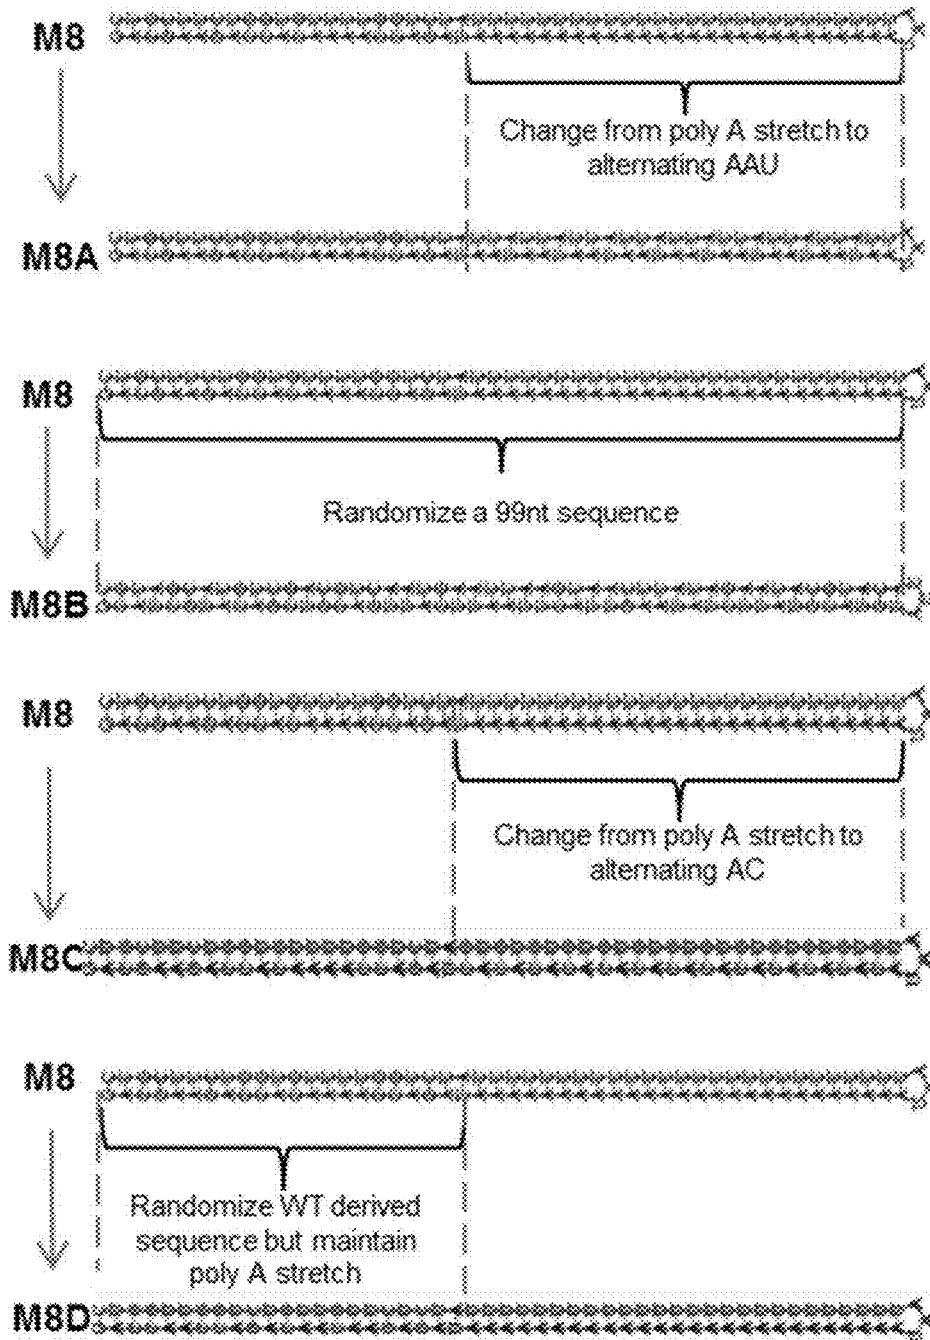 M8
Change from poly A stretch to
alternating AAU
M8A
M8
Randomize a 99nt sequence
M8B
M8
Change from poly A stretch to
alternating AC
M8C
M8
Randomize WT derived
sequence but maintain
poly A stretch
M8D